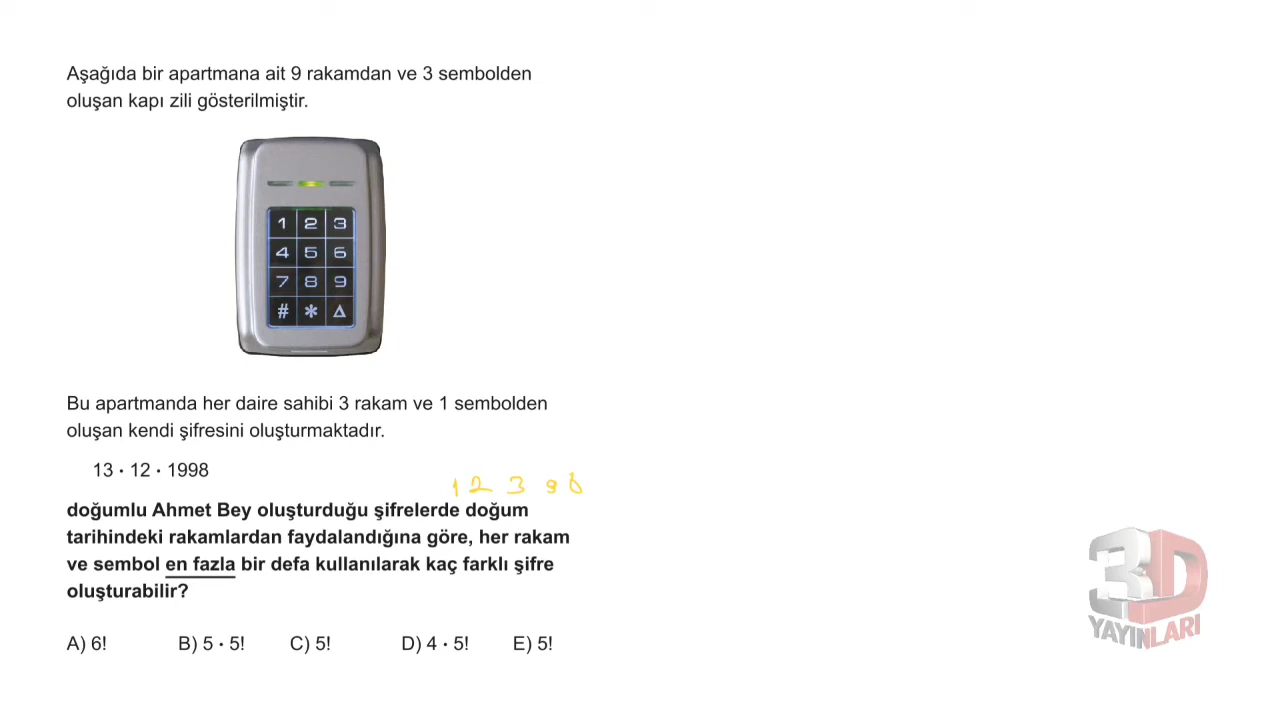 Aşağıda bir apartmana ait 9 rakamdan ve 3 sembolden
oluşan kapı zili gösterilmiştir.
1 2 3
4 5 6
7 8 9
# * Δ
Bu apartmanda her daire sahibi 3 rakam ve 1 sembolden
oluşan kendi şifresini oluşturmaktadır.
13 · 12 · 1998
1 2 3 9 8
doğumlu Ahmet Bey oluşturduğu şifrelerde doğum
tarihindeki rakamlardan faydalandığına göre, her rakam
ve sembol en fazla bir defa kullanılarak kaç farklı şifre
oluşturabilir?
A) 6! B) 5 · 5! C) 5! D) 4 · 5! E) 5!
3D
YAYINLARI